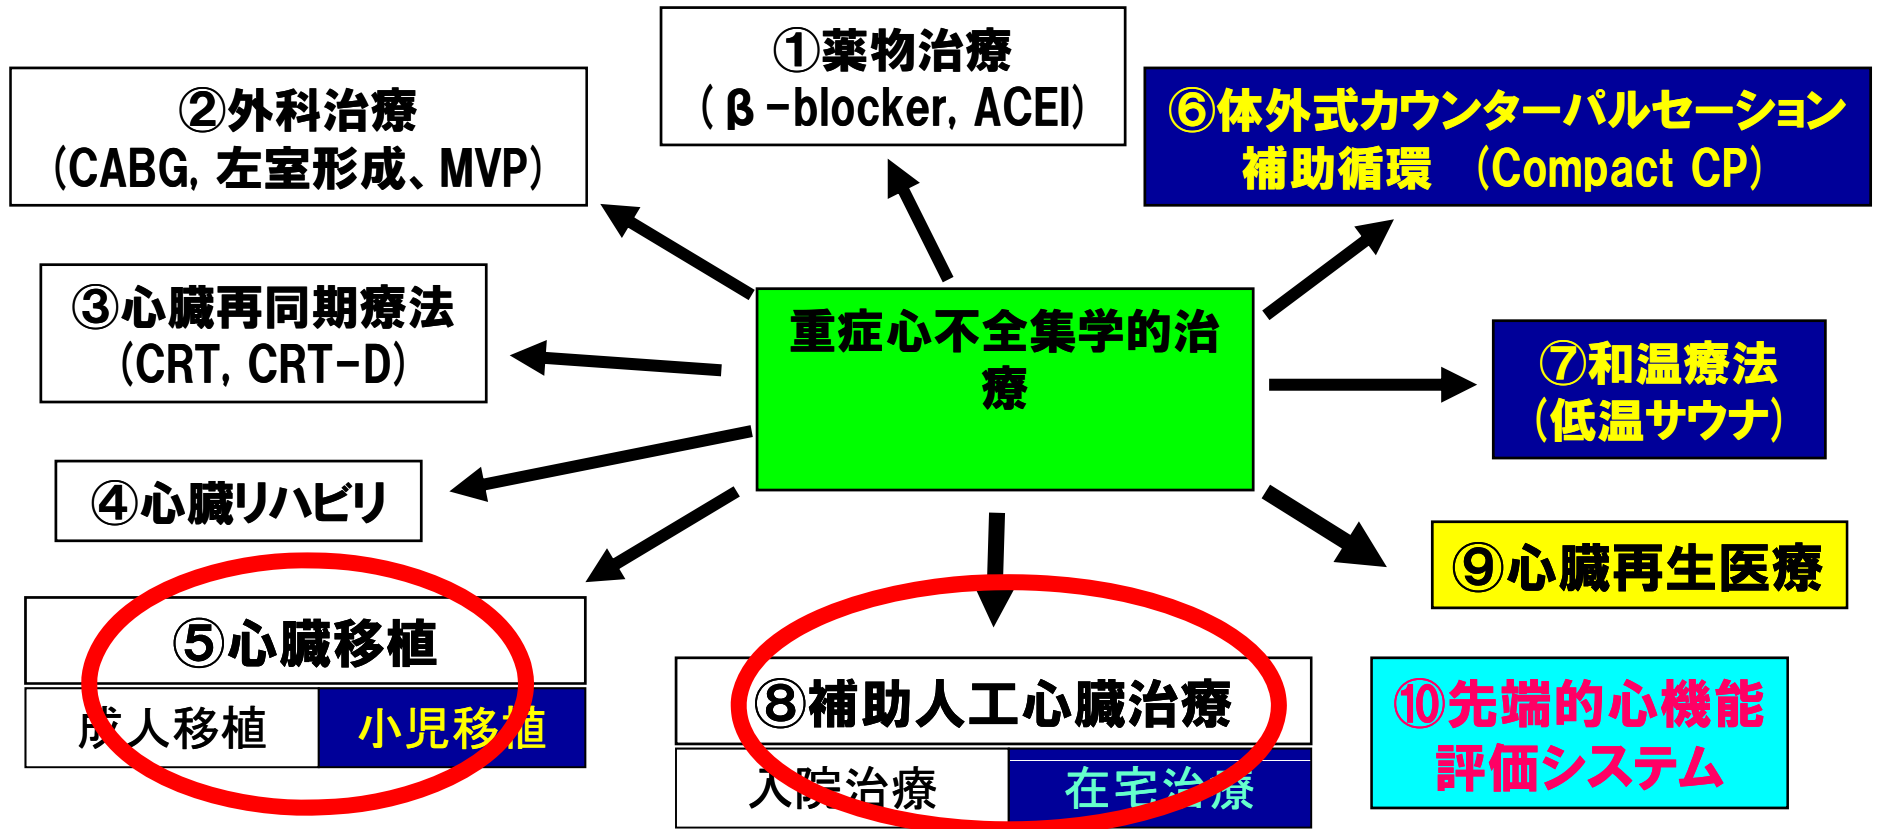 ①薬物治療
(β-blocker, ACEI)
②外科治療
(CABG, 左室形成、MVP)
⑥体外式カウンターパルセーション
補助循環 (Compact CP)
③心臓再同期療法
(CRT, CRT-D)
重症心不全集学的治
療
⑦和温療法
(低温サウナ)
④心臓リハビリ
⑨心臓再生医療
⑤心臓移植
成人移植
小児移植
⑧補助人工心臓治療
入院治療
在宅治療
⑩先端的心機能
評価システム